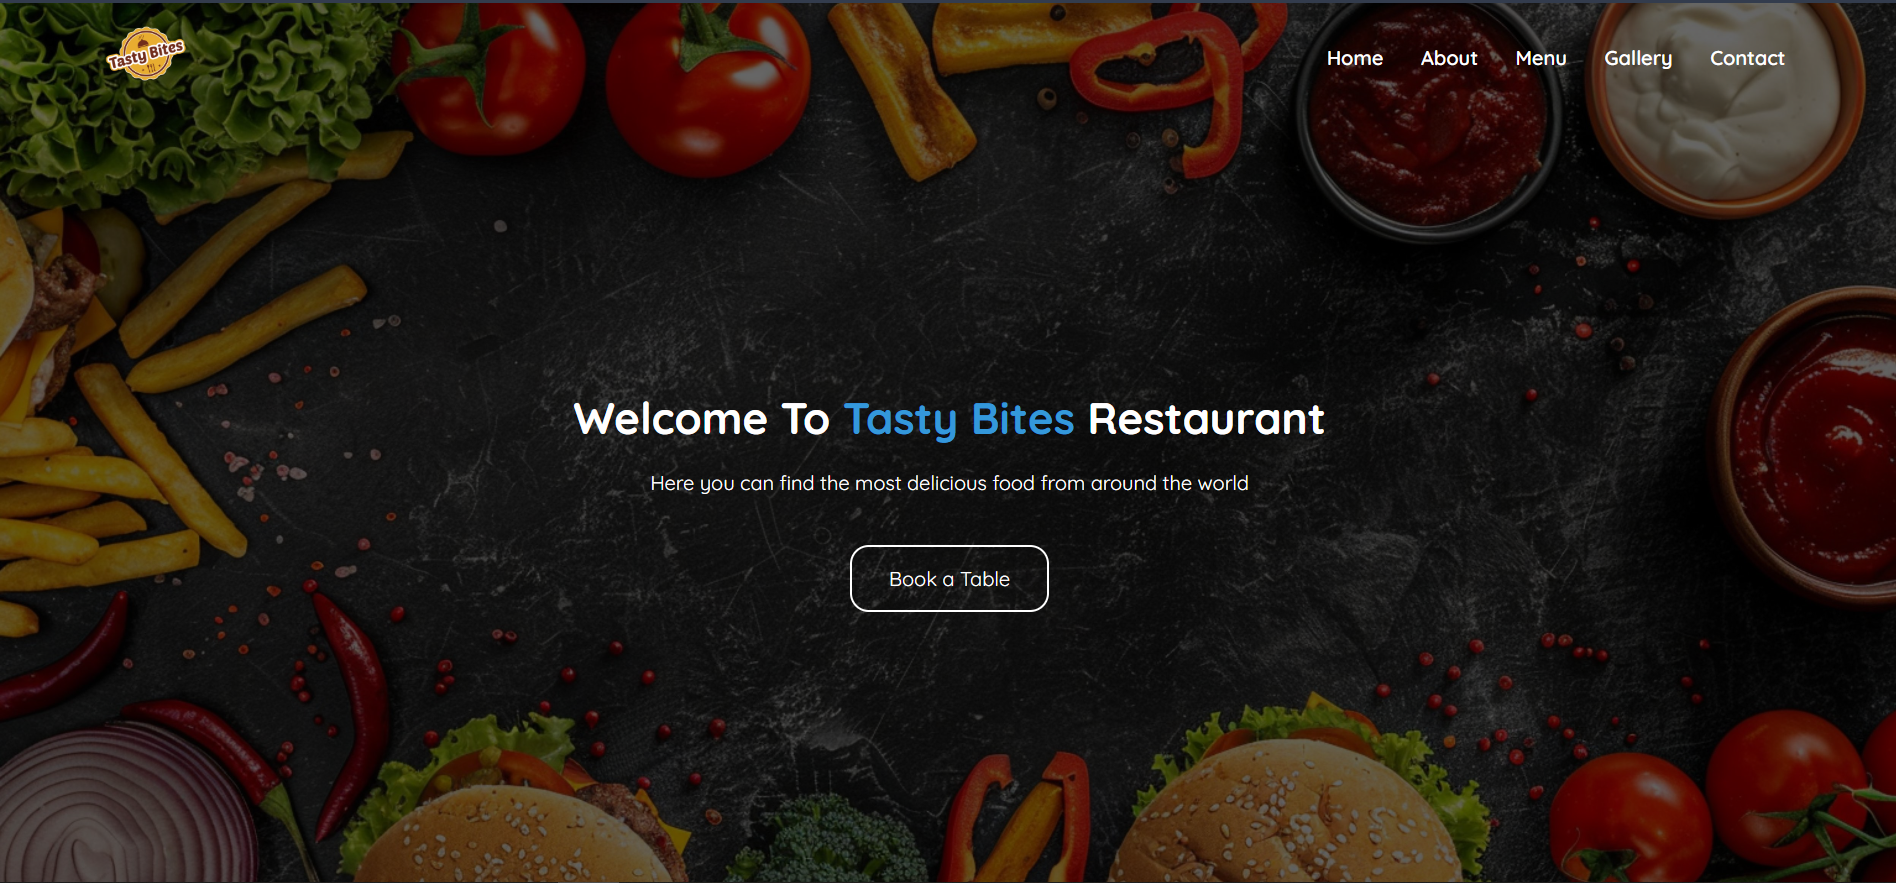 Tasty Bites
Home About Menu Gallery Contact
Welcome To Tasty Bites Restaurant
Here you can find the most delicious food from around the world
Book a Table